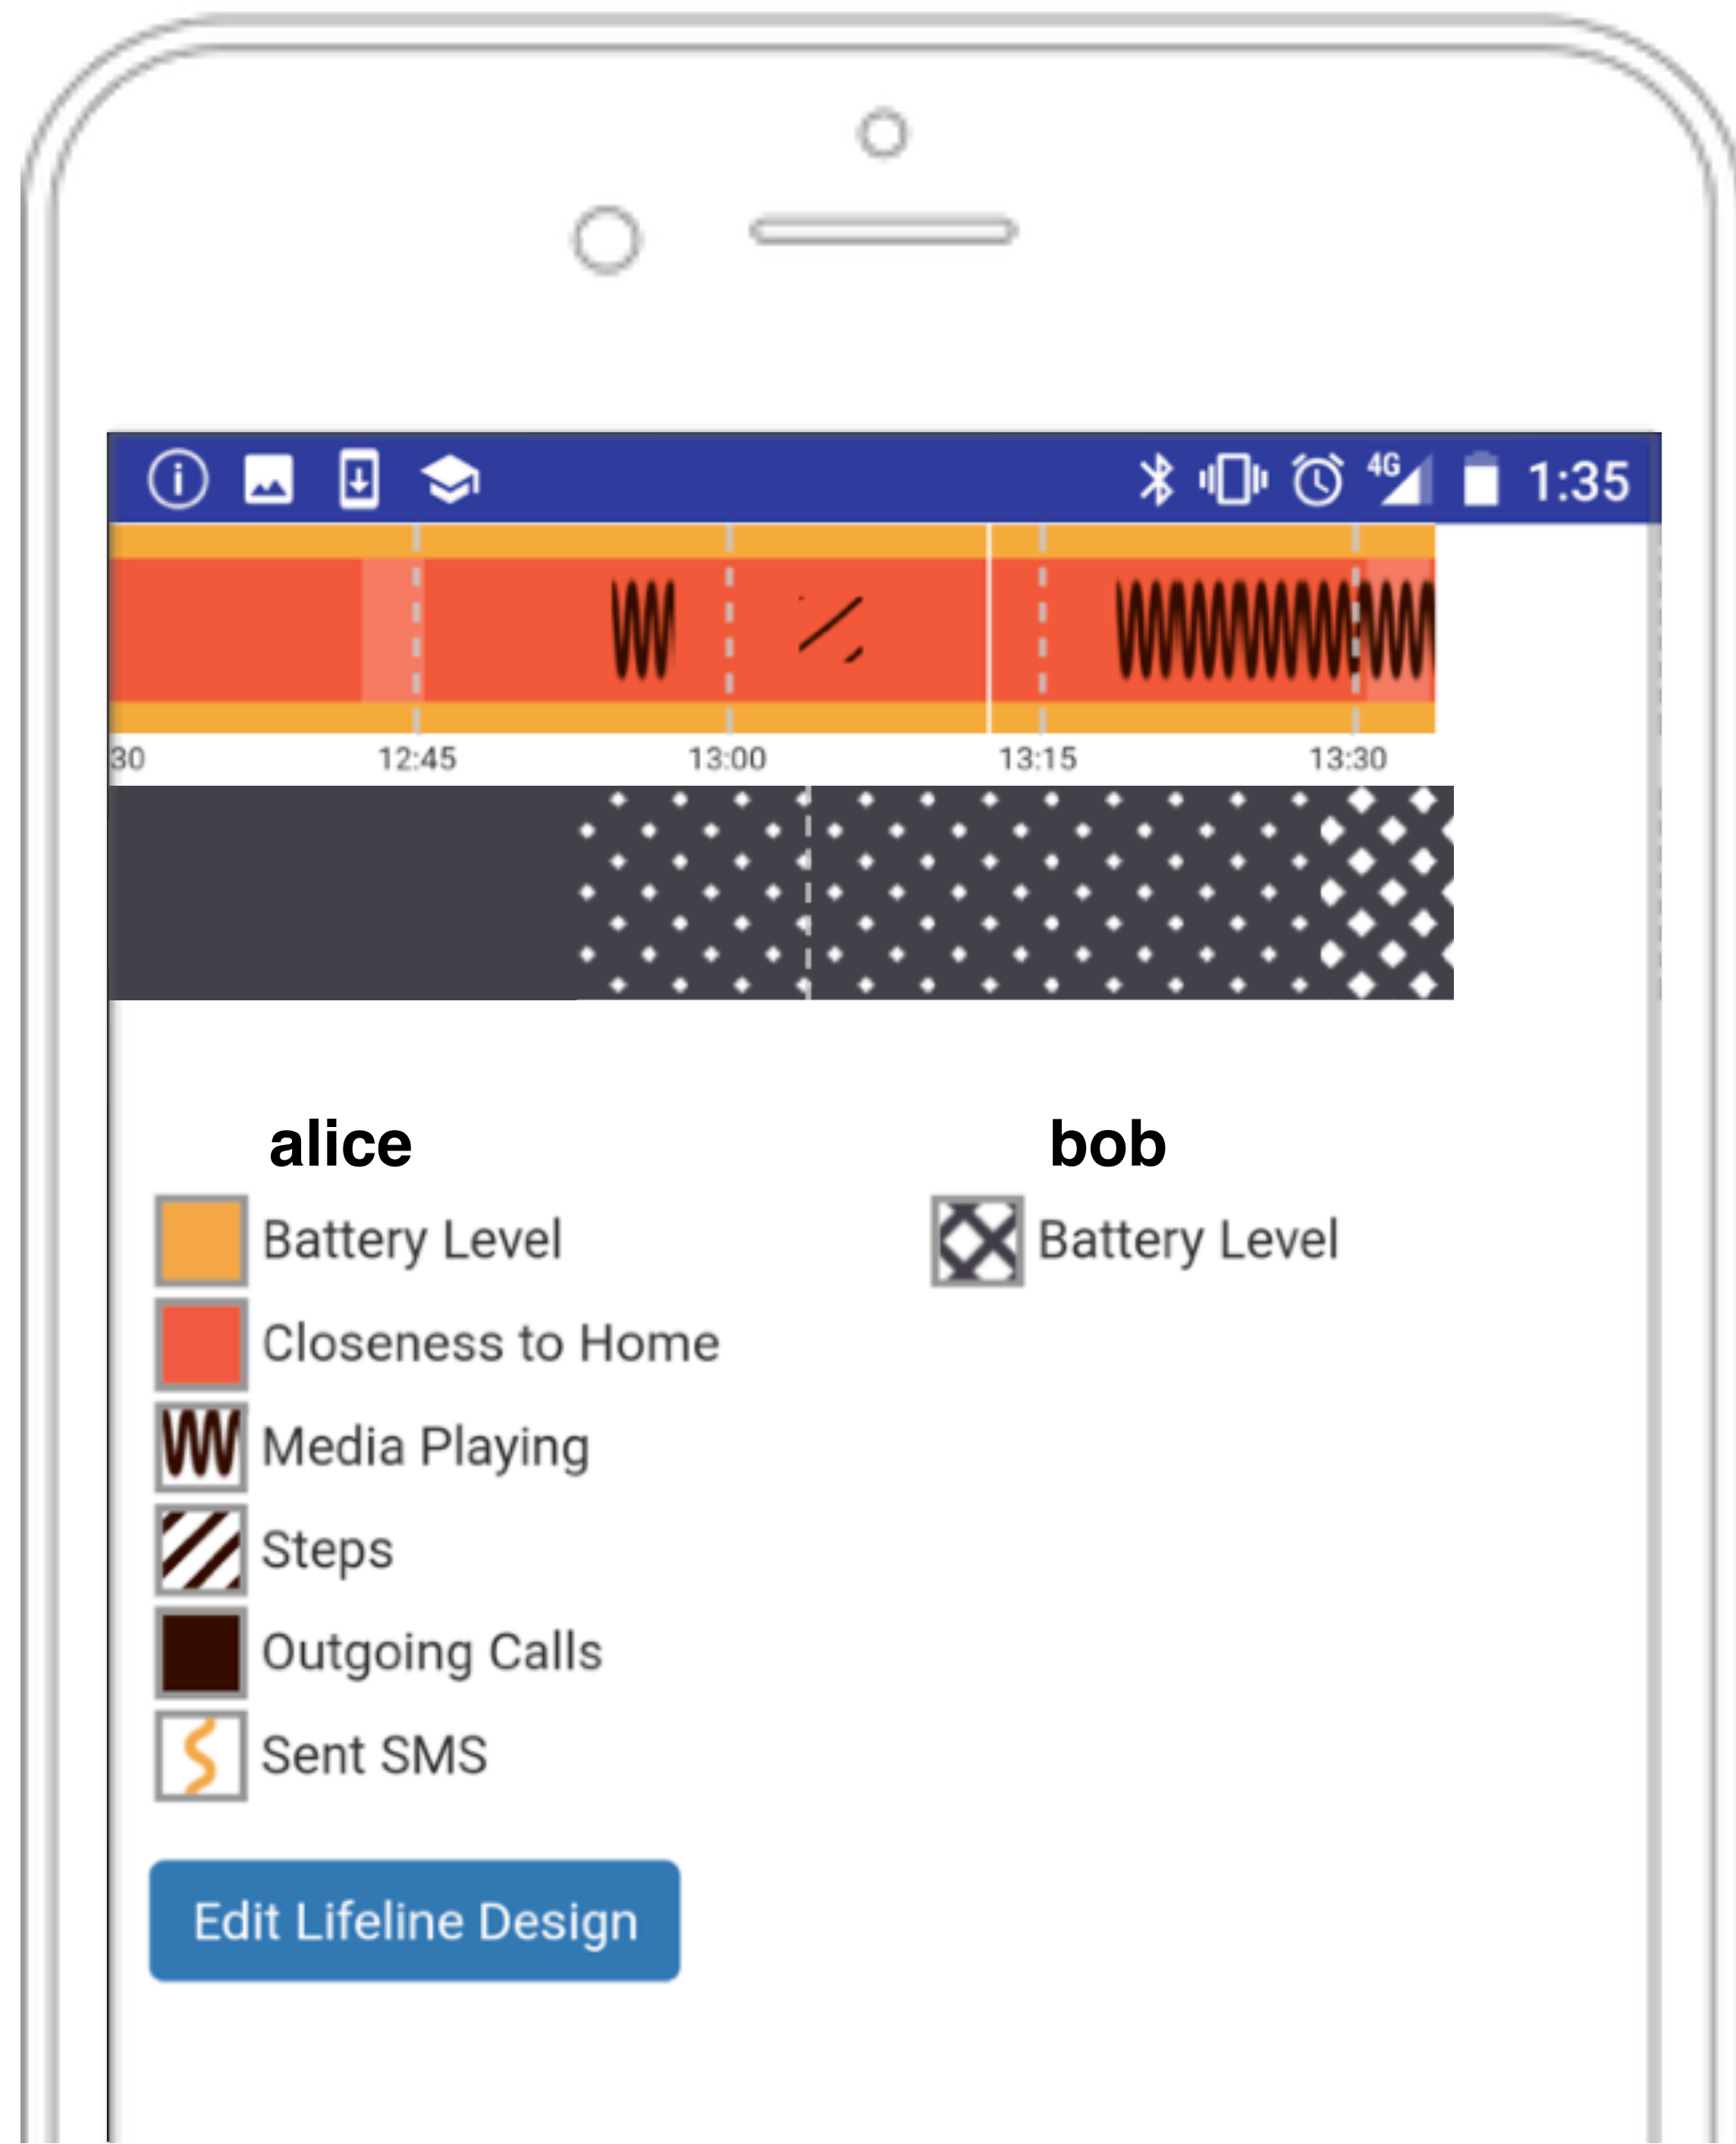 4G 1:35
30 12:45 13:00 13:15 13:30
alice bob
Battery Level Battery Level
Closeness to Home
Media Playing
Steps
Outgoing Calls
Sent SMS
Edit Lifeline Design